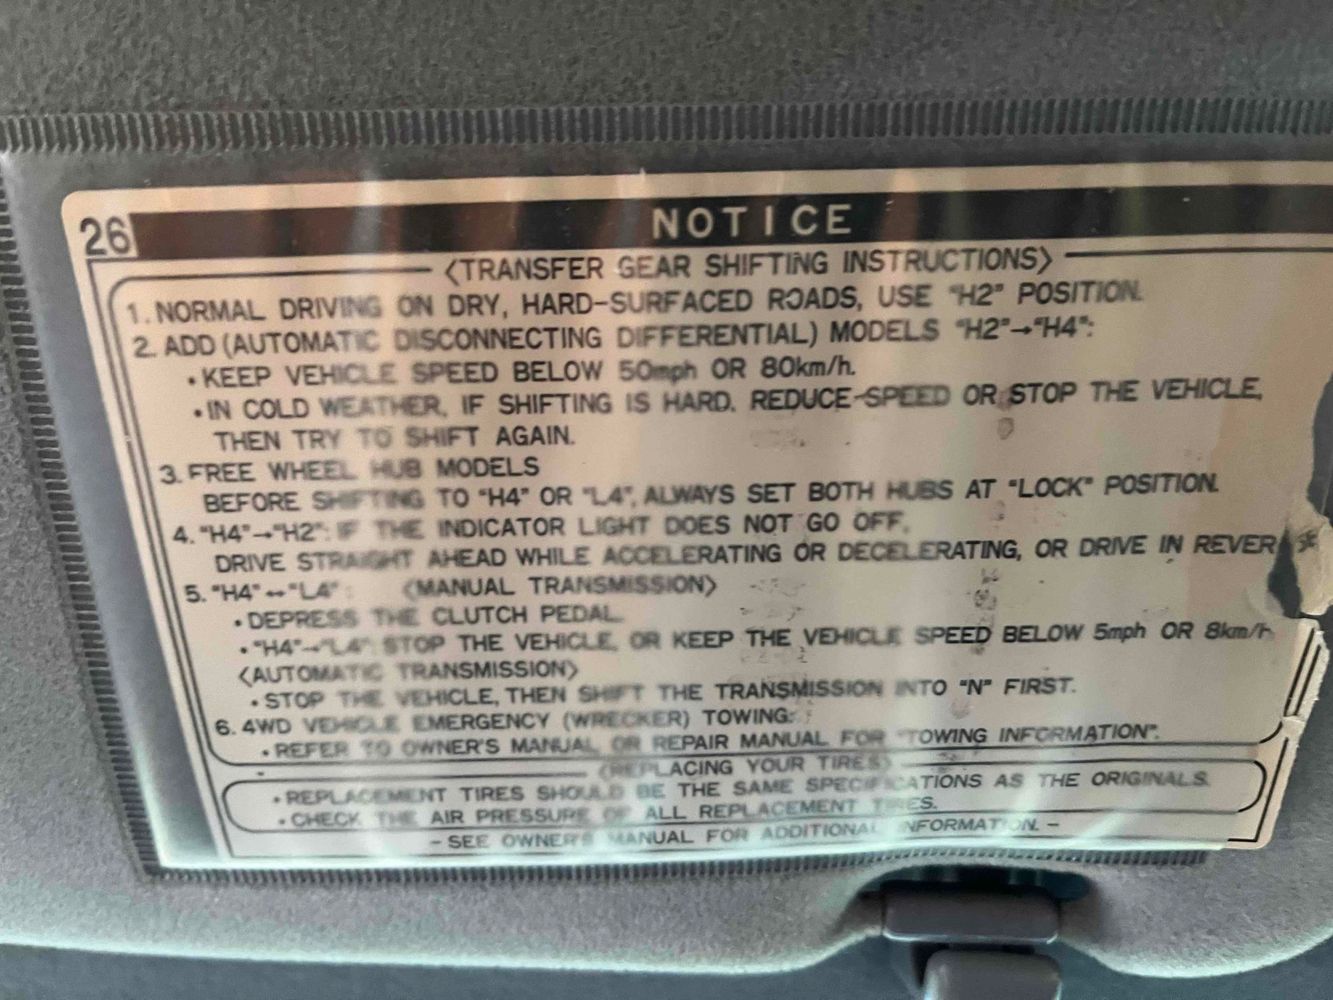 26 NOTICE
<TRANSFER GEAR SHIFTING INSTRUCTIONS>
1. NORMAL DRIVING ON DRY, HARD-SURFACED ROADS, USE "H2" POSITION.
2. ADD (AUTOMATIC DISCONNECTING DIFFERENTIAL) MODELS "H2"→"H4":
• KEEP VEHICLE SPEED BELOW 50mph OR 80km/h.
• IN COLD WEATHER, IF SHIFTING IS HARD, REDUCE SPEED OR STOP THE VEHICLE,
THEN TRY TO SHIFT AGAIN.
3. FREE WHEEL HUB MODELS
BEFORE SHIFTING TO "H4" OR "L4", ALWAYS SET BOTH HUBS AT "LOCK" POSITION.
4. "H4"→"H2": IF THE INDICATOR LIGHT DOES NOT GO OFF,
DRIVE STRAIGHT AHEAD WHILE ACCELERATING OR DECELERATING, OR DRIVE IN REVER
5. "H4"↔"L4": <MANUAL TRANSMISSION>
• DEPRESS THE CLUTCH PEDAL.
• "H4"→"L4": STOP THE VEHICLE, OR KEEP THE VEHICLE SPEED BELOW 5mph OR 8km/h
<AUTOMATIC TRANSMISSION>
• STOP THE VEHICLE, THEN SHIFT THE TRANSMISSION INTO "N" FIRST.
6. 4WD VEHICLE EMERGENCY (WRECKER) TOWING:
• REFER TO OWNER'S MANUAL OR REPAIR MANUAL FOR "TOWING INFORMATION".
<REPLACING YOUR TIRES>
• REPLACEMENT TIRES SHOULD BE THE SAME SPECIFICATIONS AS THE ORIGINALS.
• CHECK THE AIR PRESSURE OF ALL REPLACEMENT TIRES.
– SEE OWNER'S MANUAL FOR ADDITIONAL INFORMATION. –